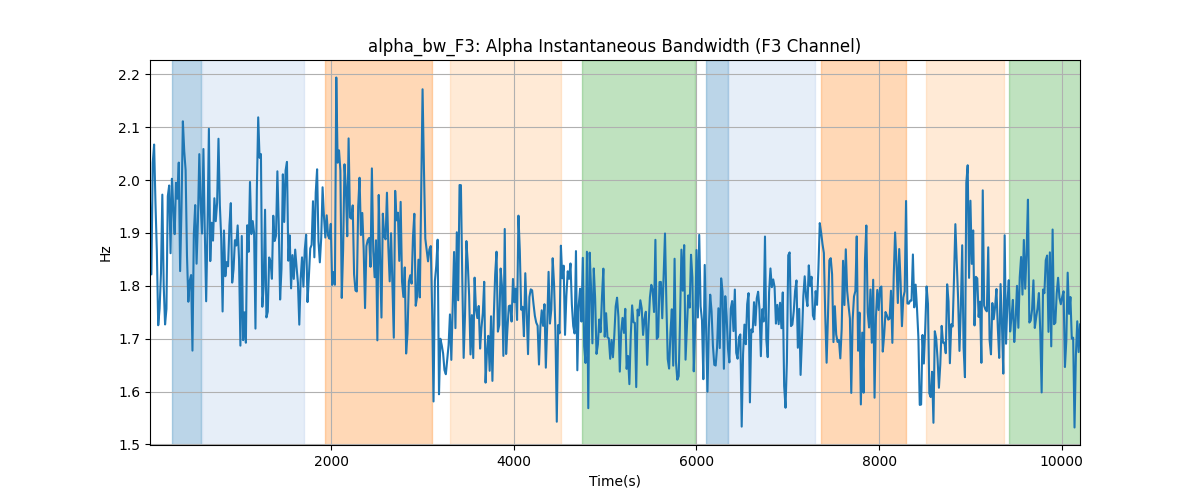 alpha_bw_F3: Alpha Instantaneous Bandwidth (F3 Channel)
2.2
2.1
2.0
1.9
1.8
1.7
1.6
1.5
Hz
2000 4000 6000 8000 10000
Time(s)